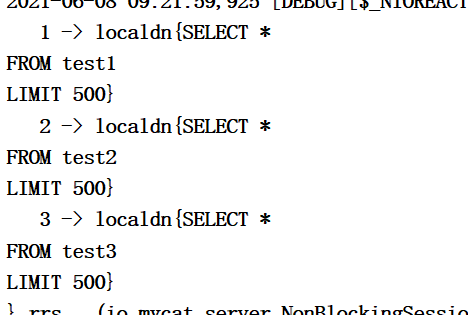 2021-06-08 09:21:59,925 [DEBUG][$_NIOREACT
1 -> localdn{SELECT *
FROM test1
LIMIT 500}
2 -> localdn{SELECT *
FROM test2
LIMIT 500}
3 -> localdn{SELECT *
FROM test3
LIMIT 500}
} rrs (io.mycat.server.NonBlockingSessio